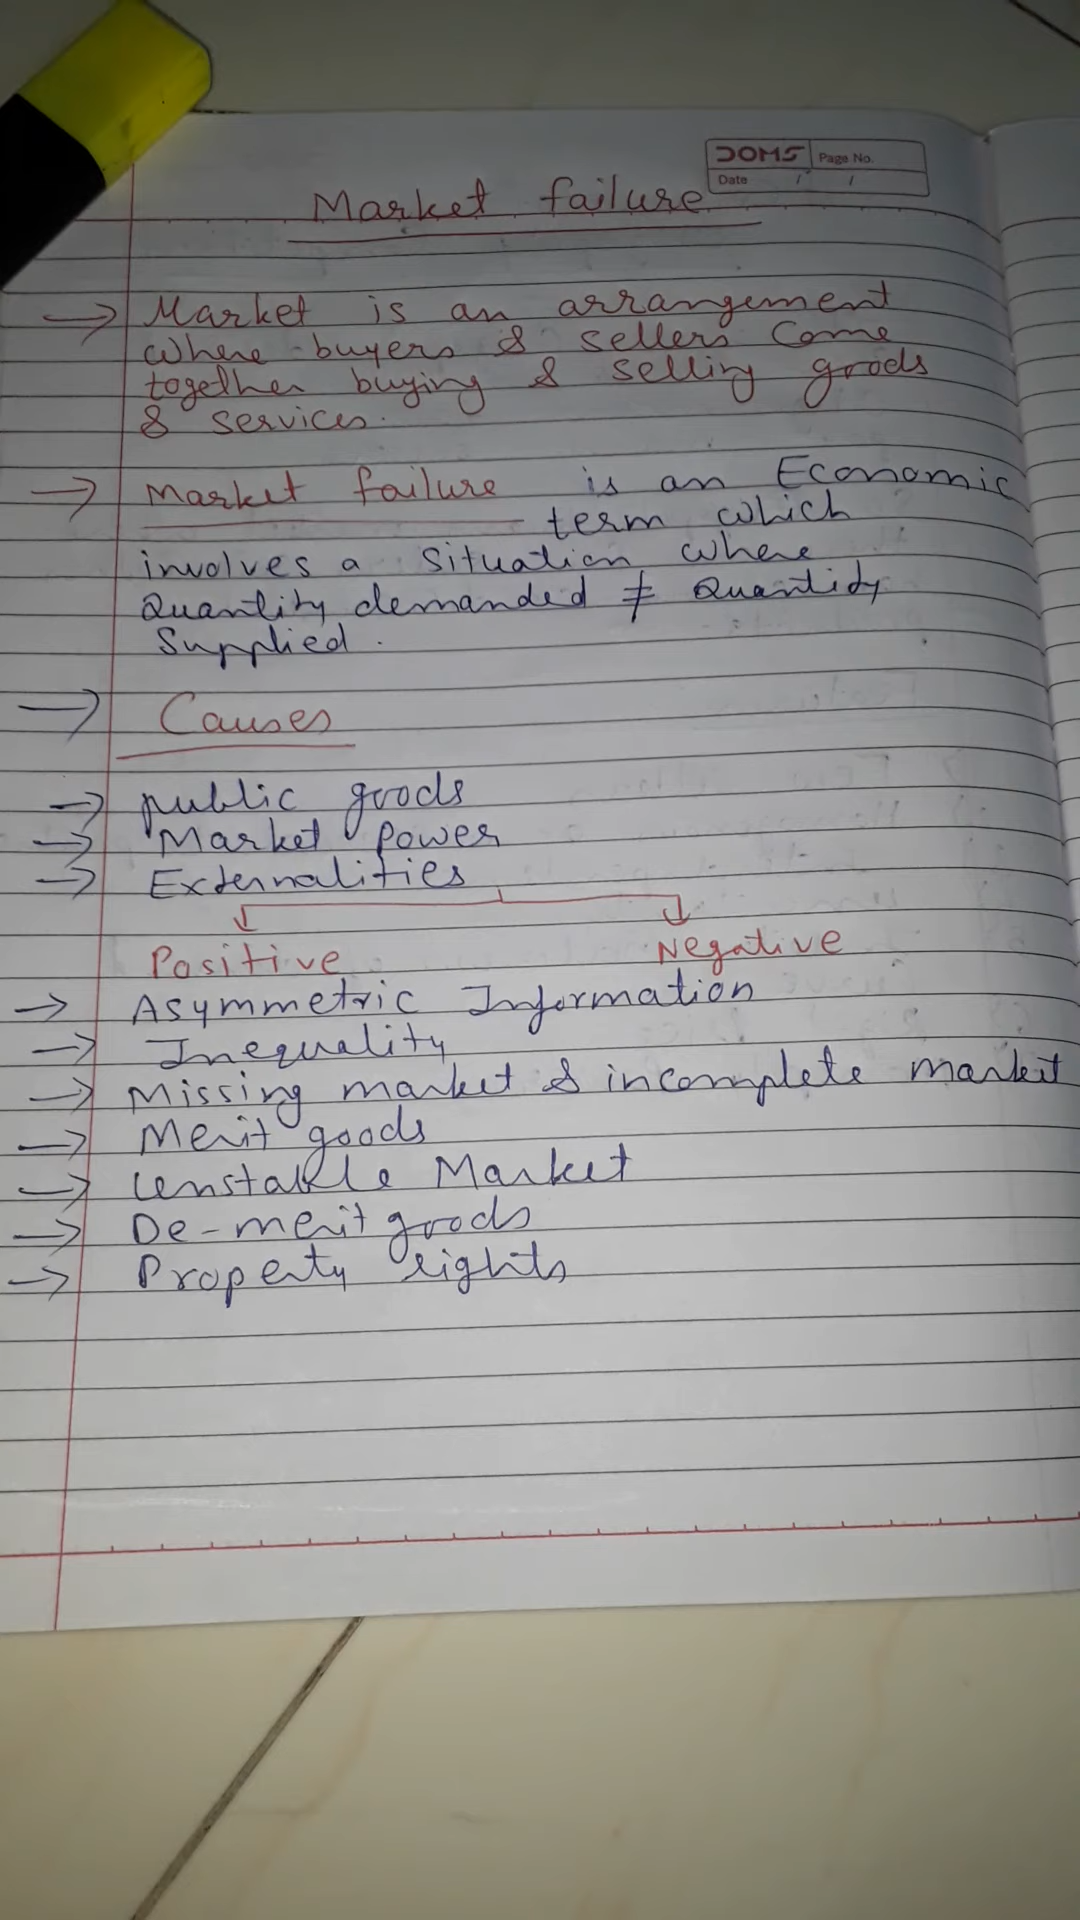 DOMS Page No.
Date / /
Market failure
→ Market is an arrangement
where buyers & sellers come
together buying & selling goods
& services.
→ Market failure is an Economic
term which
involves a situation where
Quantity demanded ≠ Quantity
Supplied.
→ Causes
→ public goods
→ Market Power
→ Externalities
Positive Negative
→ Asymmetric Information
→ Inequality
→ Missing market & incomplete market
→ Merit goods
→ Unstable Market
→ De-merit goods
→ Property rights